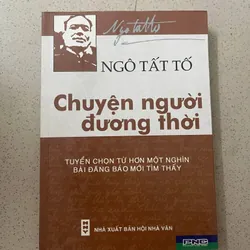 Ngô tất tố
NGÔ TẤT TỐ
Chuyện người
đương thời
TUYỂN CHỌN TỪ HƠN MỘT NGHÌN
BÀI ĐĂNG BÁO MỚI TÌM THẤY
NHÀ XUẤT BẢN HỘI NHÀ VĂN
PNC